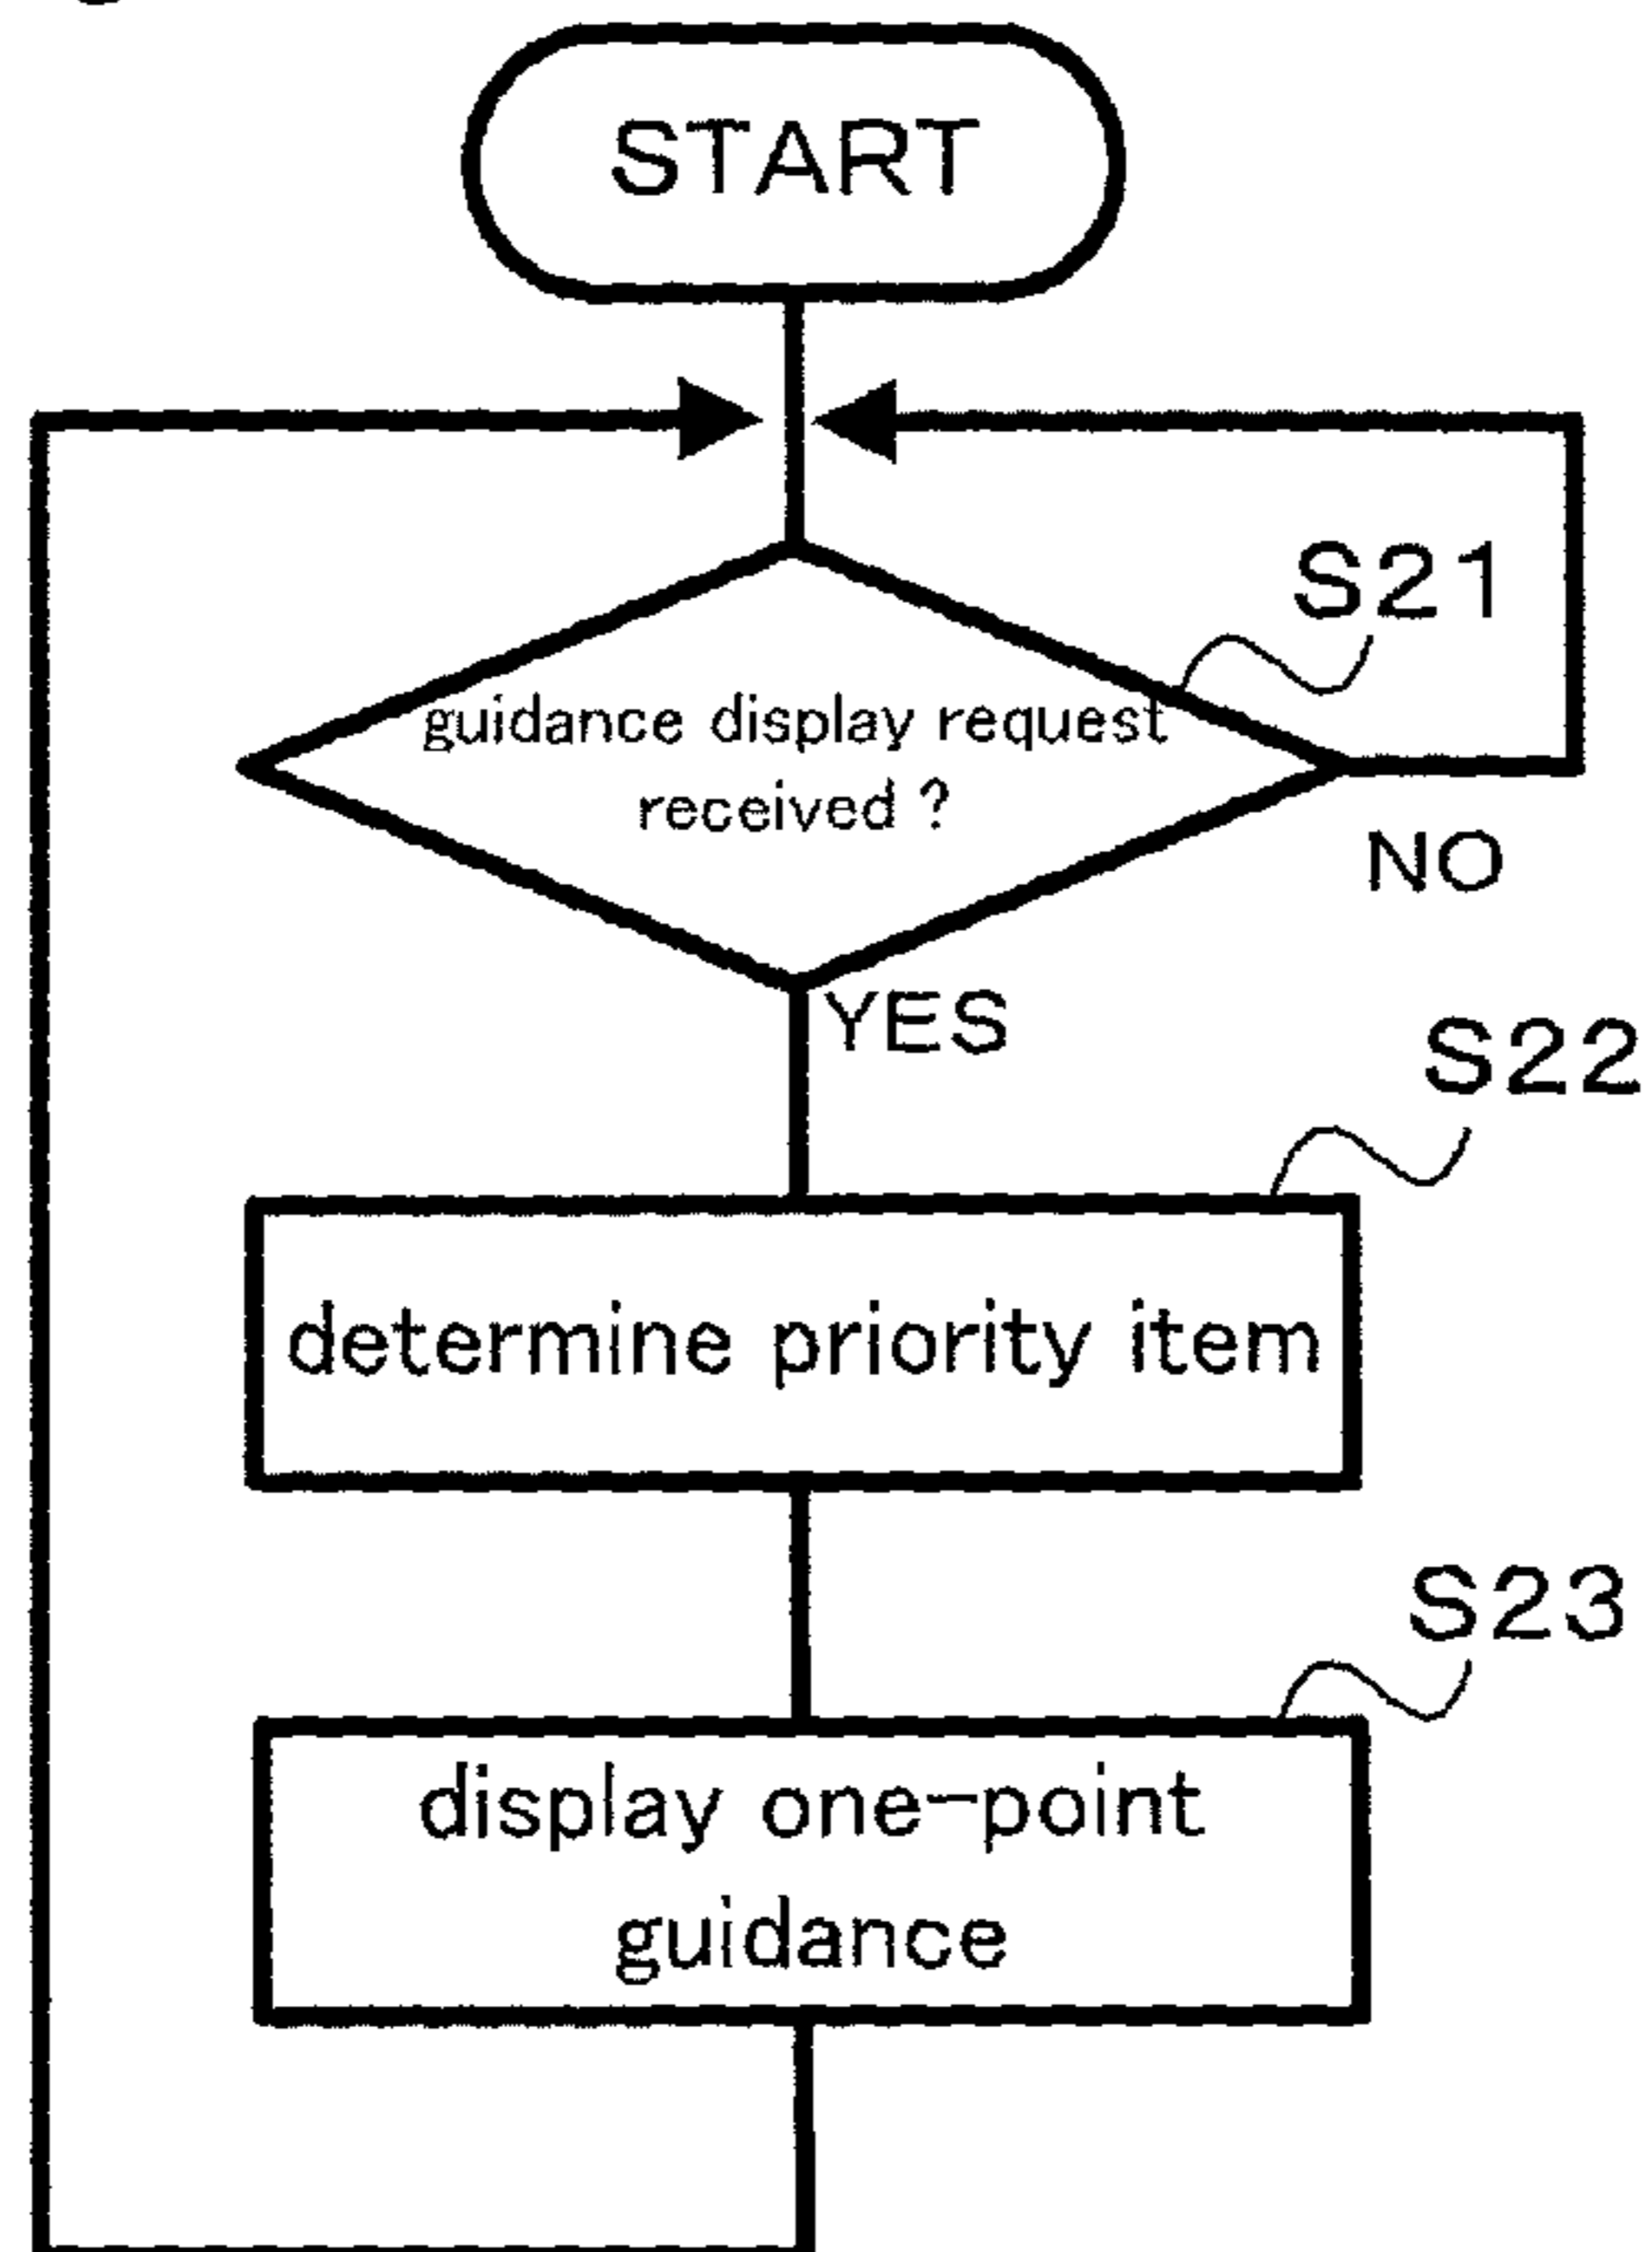 START
S21
guidance display request
received ?
NO
YES
S22
determine priority item
S23
display one-point
guidance